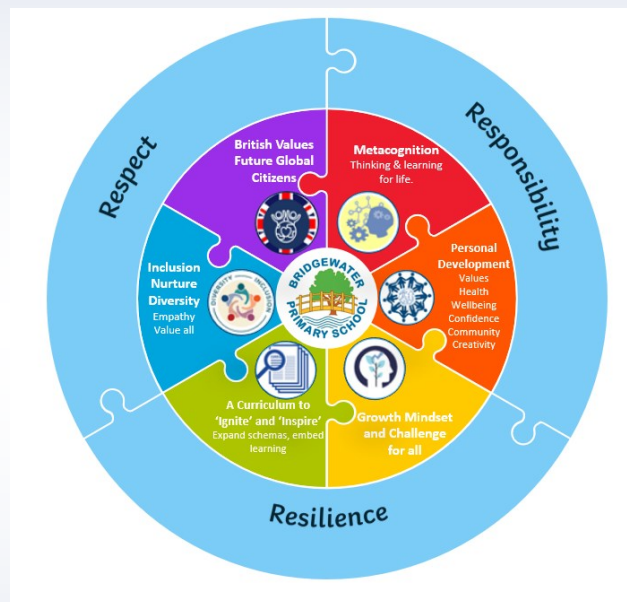 Respect
Responsibility
Resilience
British Values
Future Global
Citizens
Metacognition
Thinking & learning
for life.
Personal
Development
Values
Health
Wellbeing
Confidence
Community
Creativity
Growth Mindset
and Challenge
for all
A Curriculum to
‘Ignite’ and ‘Inspire’
Expand schemas, embed
learning
Inclusion
Nurture
Diversity
Empathy
Value all
DIVERSITY INCLUSION
BRIDGEWATER
PRIMARY SCHOOL